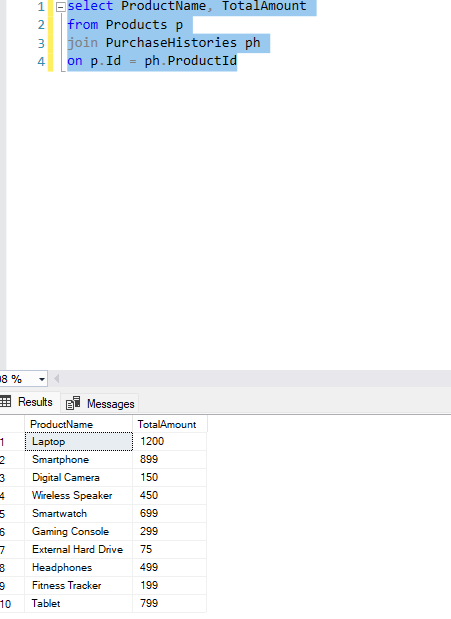 1 select ProductName, TotalAmount
2 from Products p
3 join PurchaseHistories ph
4 on p.Id = ph.ProductId
98 %
Results Messages
ProductName TotalAmount
1 Laptop 1200
2 Smartphone 899
3 Digital Camera 150
4 Wireless Speaker 450
5 Smartwatch 699
6 Gaming Console 299
7 External Hard Drive 75
8 Headphones 499
9 Fitness Tracker 199
10 Tablet 799